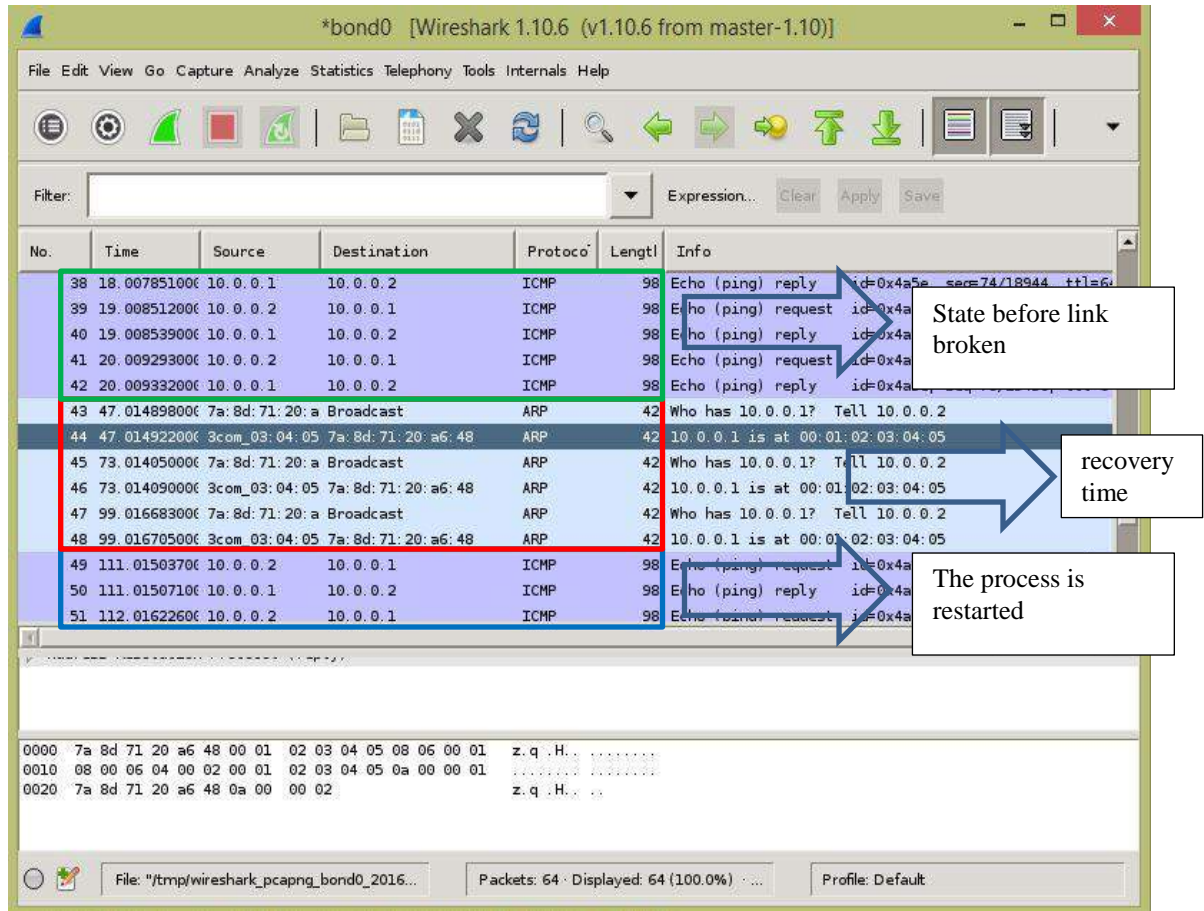 *bond0 [Wireshark 1.10.6 (v1.10.6 from master-1.10)]
File Edit View Go Capture Analyze Statistics Telephony Tools Internals Help
Filter: Expression... Clear Apply Save
No. Time Source Destination Protoco Lengtl Info
38 18.007851000 10.0.0.1 10.0.0.2 ICMP 98 Echo (ping) reply id=0x4a5e, seq=74/18944, ttl=64
39 19.008512000 10.0.0.2 10.0.0.1 ICMP 98 Echo (ping) request id=0x4a
40 19.008539000 10.0.0.1 10.0.0.2 ICMP 98 Echo (ping) reply id=0x4a
41 20.009293000 10.0.0.2 10.0.0.1 ICMP 98 Echo (ping) request id=0x4a
42 20.009332000 10.0.0.1 10.0.0.2 ICMP 98 Echo (ping) reply
State before link
broken
43 47.014898000 7a:8d:71:20:a Broadcast ARP 42 Who has 10.0.0.1? Tell 10.0.0.2
44 47.014922000 3com_03:04:05 7a:8d:71:20:a6:48 ARP 42 10.0.0.1 is at 00:01:02:03:04:05
45 73.014050000 7a:8d:71:20:a Broadcast ARP 42 Who has 10.0.0.1? Tell 10.0.0.2
46 73.014090000 3com_03:04:05 7a:8d:71:20:a6:48 ARP 42 10.0.0.1 is at 00:01:02:03:04:05
47 99.016683000 7a:8d:71:20:a Broadcast ARP 42 Who has 10.0.0.1? Tell 10.0.0.2
48 99.016705000 3com_03:04:05 7a:8d:71:20:a6:48 ARP 42 10.0.0.1 is at 00:01:02:03:04:05
recovery
time
49 111.01503700 10.0.0.2 10.0.0.1 ICMP 98 Echo (ping) request id=0x4a
50 111.01507100 10.0.0.1 10.0.0.2 ICMP 98 Echo (ping) reply id=0x4a
51 112.01622600 10.0.0.2 10.0.0.1 ICMP 98 Echo (ping) request id=0x4a
The process is
restarted
0000 7a 8d 71 20 a6 48 00 01 02 03 04 05 08 06 00 01 z.q .H.. ........
0010 08 00 06 04 00 02 00 01 02 03 04 05 0a 00 00 01 ........ ........
0020 7a 8d 71 20 a6 48 0a 00 00 02 z.q .H.. ..
File: "/tmp/wireshark_pcapng_bond0_2016... Packets: 64 · Displayed: 64 (100.0%) · ... Profile: Default